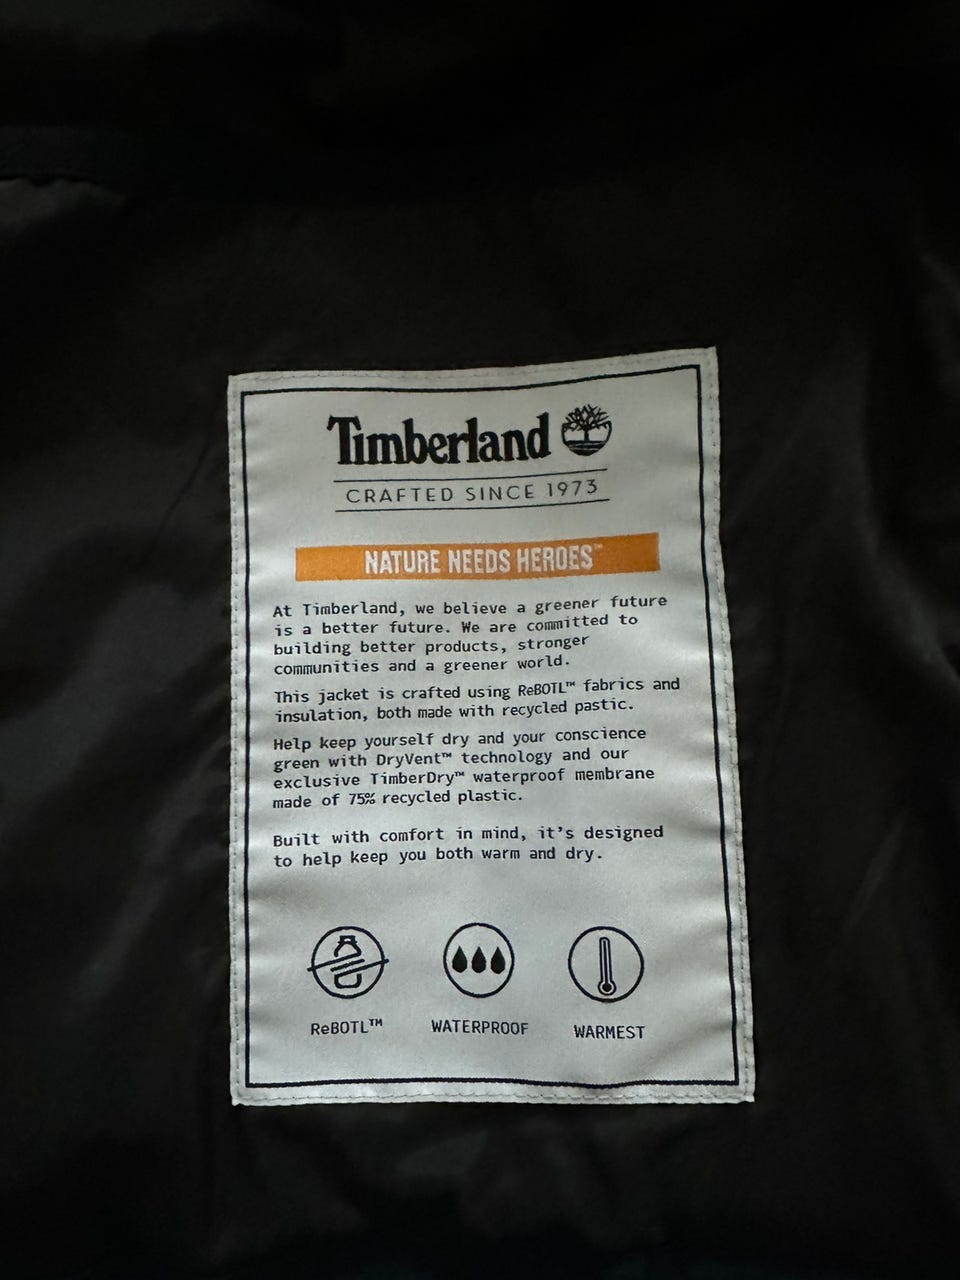 Timberland
CRAFTED SINCE 1973
NATURE NEEDS HEROES™
At Timberland, we believe a greener future
is a better future. We are committed to
building better products, stronger
communities and a greener world.
This jacket is crafted using ReBOTL™ fabrics and
insulation, both made with recycled pastic.
Help keep yourself dry and your conscience
green with DryVent™ technology and our
exclusive TimberDry™ waterproof membrane
made of 75% recycled plastic.
Built with comfort in mind, it's designed
to help keep you both warm and dry.
ReBOTL™ WATERPROOF WARMEST